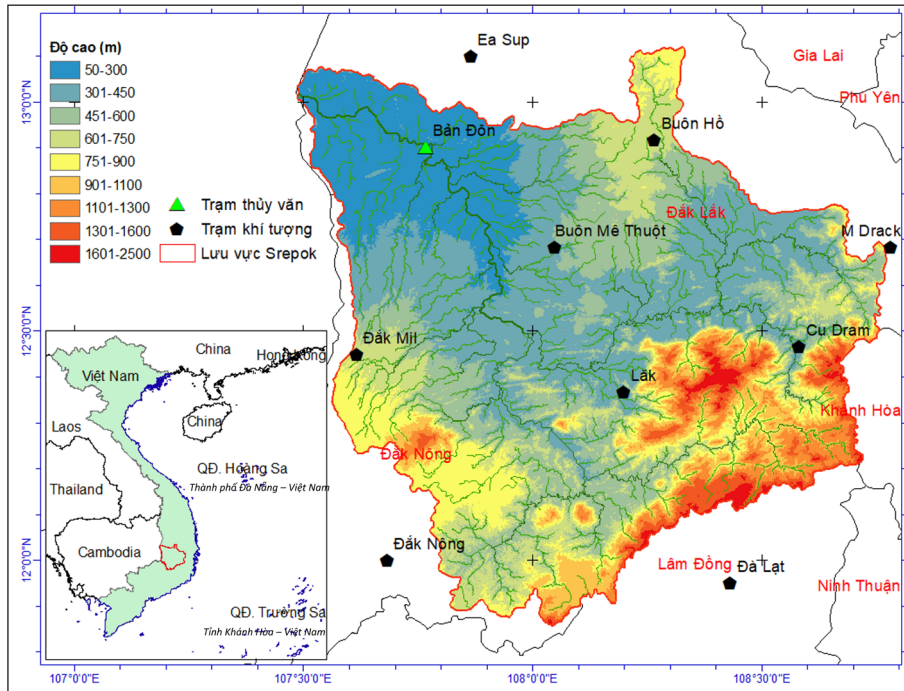 Độ cao (m)
50-300
301-450
451-600
601-750
751-900
901-1100
1101-1300
1301-1600
1601-2500
Trạm thủy văn
Trạm khí tượng
Lưu vực Srepok
Ea Sup
Gia Lai
Phú Yên
Bản Đôn
Buôn Hồ
Đắk Lắk
Buôn Mê Thuột
M Drack
Đắk Mil
Cu Dram
Lăk
Khánh Hòa
Đắk Nông
Đắk Nông
Lâm Đồng
Đà Lạt
Ninh Thuận
China
Hong Kong
Việt Nam
China
Laos
QĐ. Hoàng Sa
Thành phố Đà Nẵng – Việt Nam
Thailand
Cambodia
QĐ. Trường Sa
Tỉnh Khánh Hòa – Việt Nam
13°0'0"N
12°30'0"N
12°0'0"N
107°0'0"E
107°30'0"E
108°0'0"E
108°30'0"E